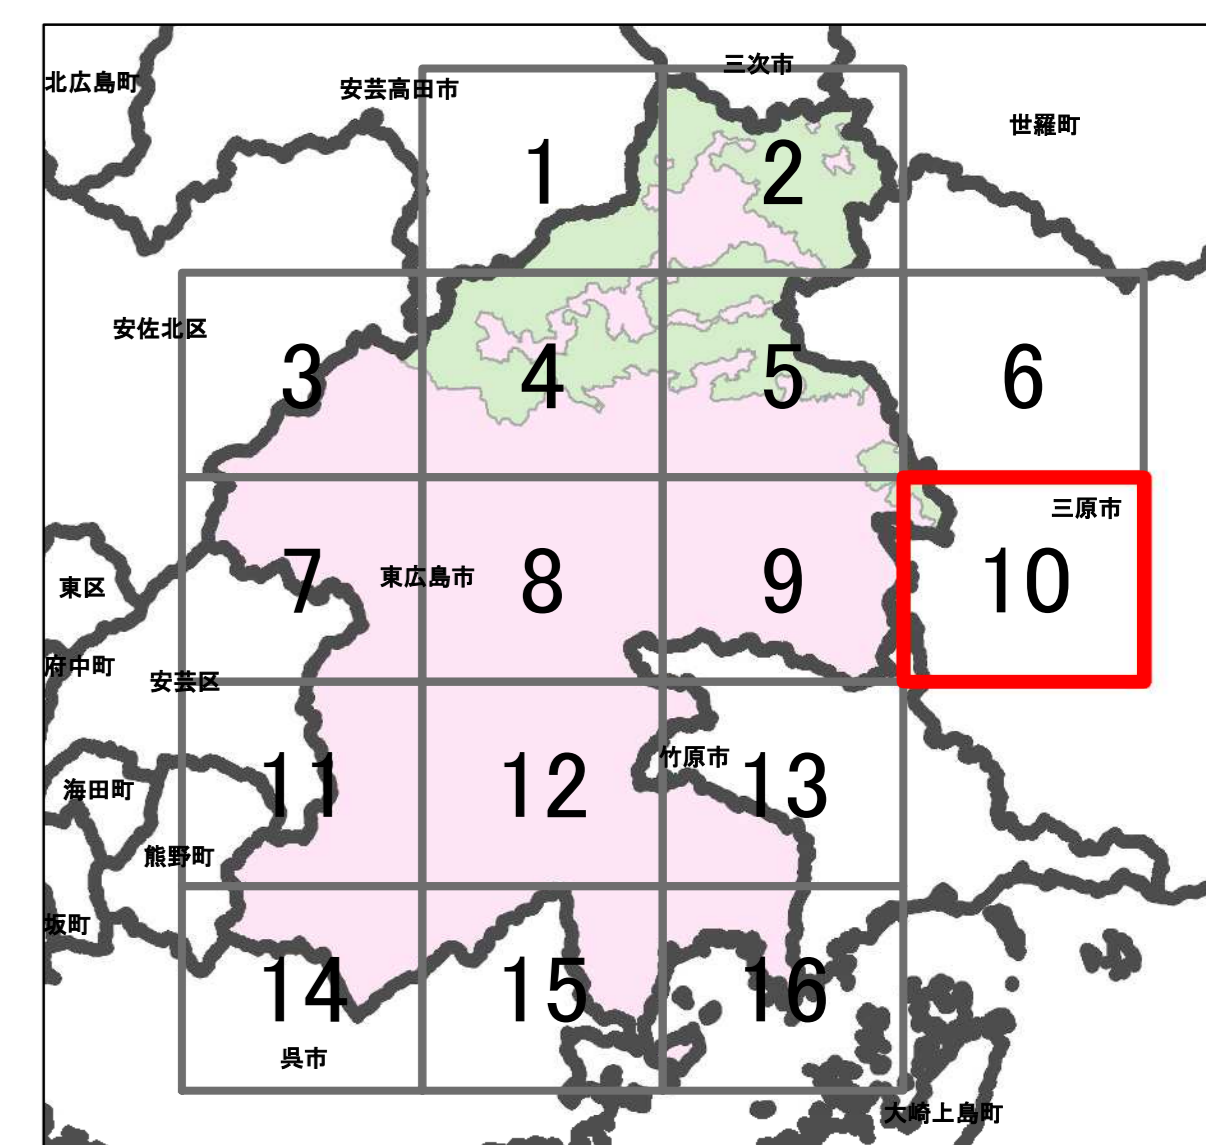 三次市
北広島町
安芸高田市
世羅町
1
2
安佐北区
3
4
5
6
三原市
7
東広島市
8
9
10
東区
府中町
安芸区
竹原市
海田町
11
12
13
熊野町
坂町
14
15
16
呉市
大崎上島町